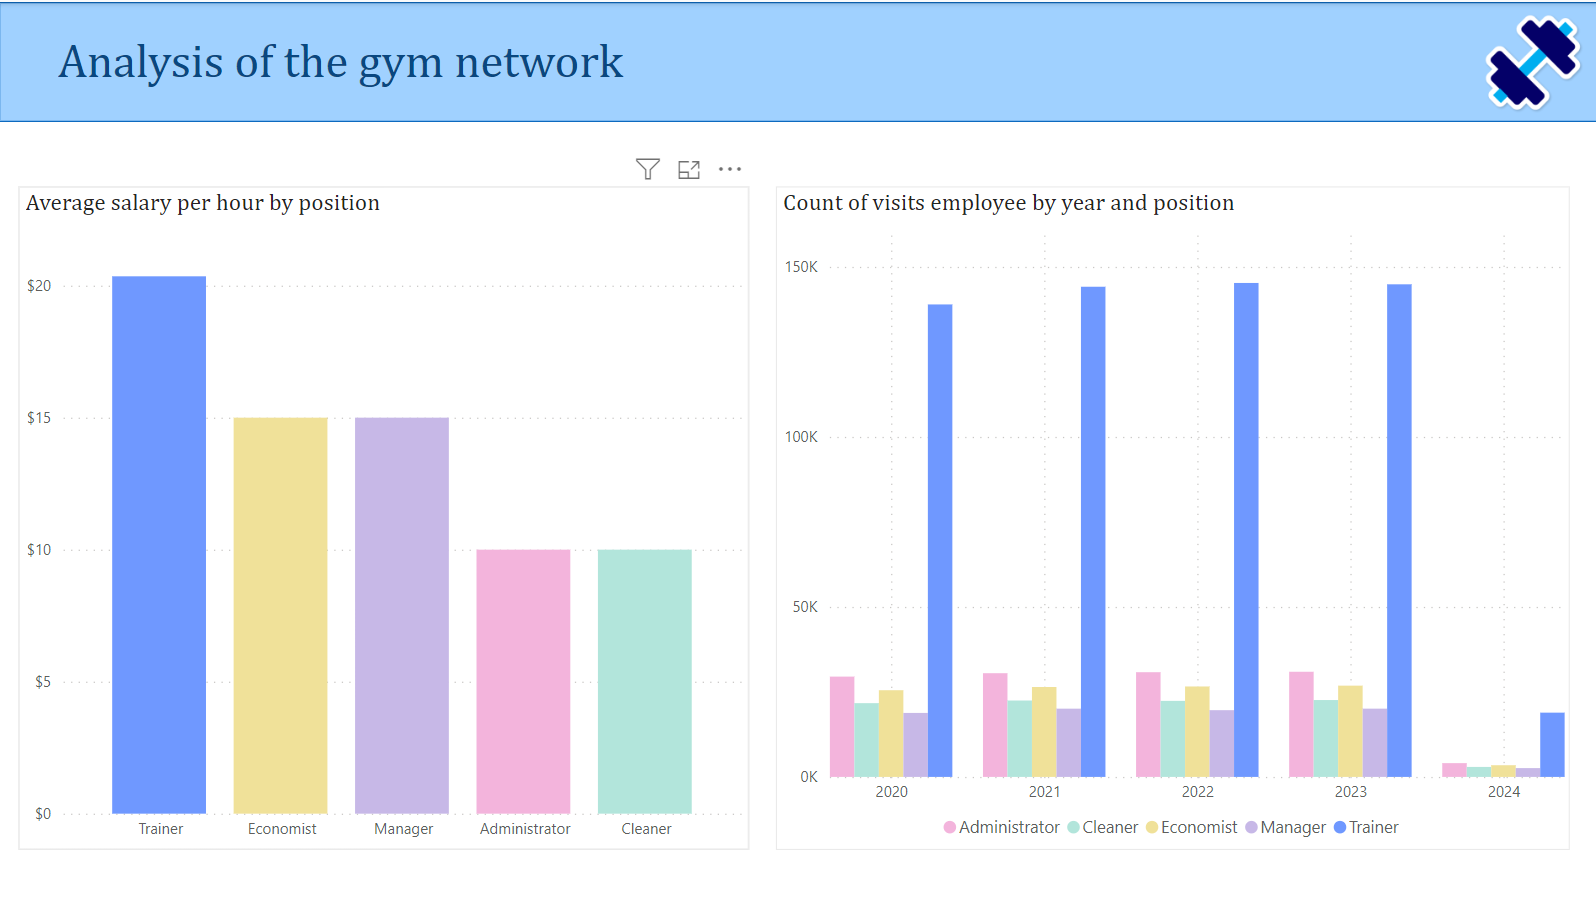 Analysis of the gym network
Average salary per hour by position
$20
$15
$10
$5
$0
Trainer Economist Manager Administrator Cleaner
Count of visits employee by year and position
150K
100K
50K
0K
2020 2021 2022 2023 2024
Administrator Cleaner Economist Manager Trainer